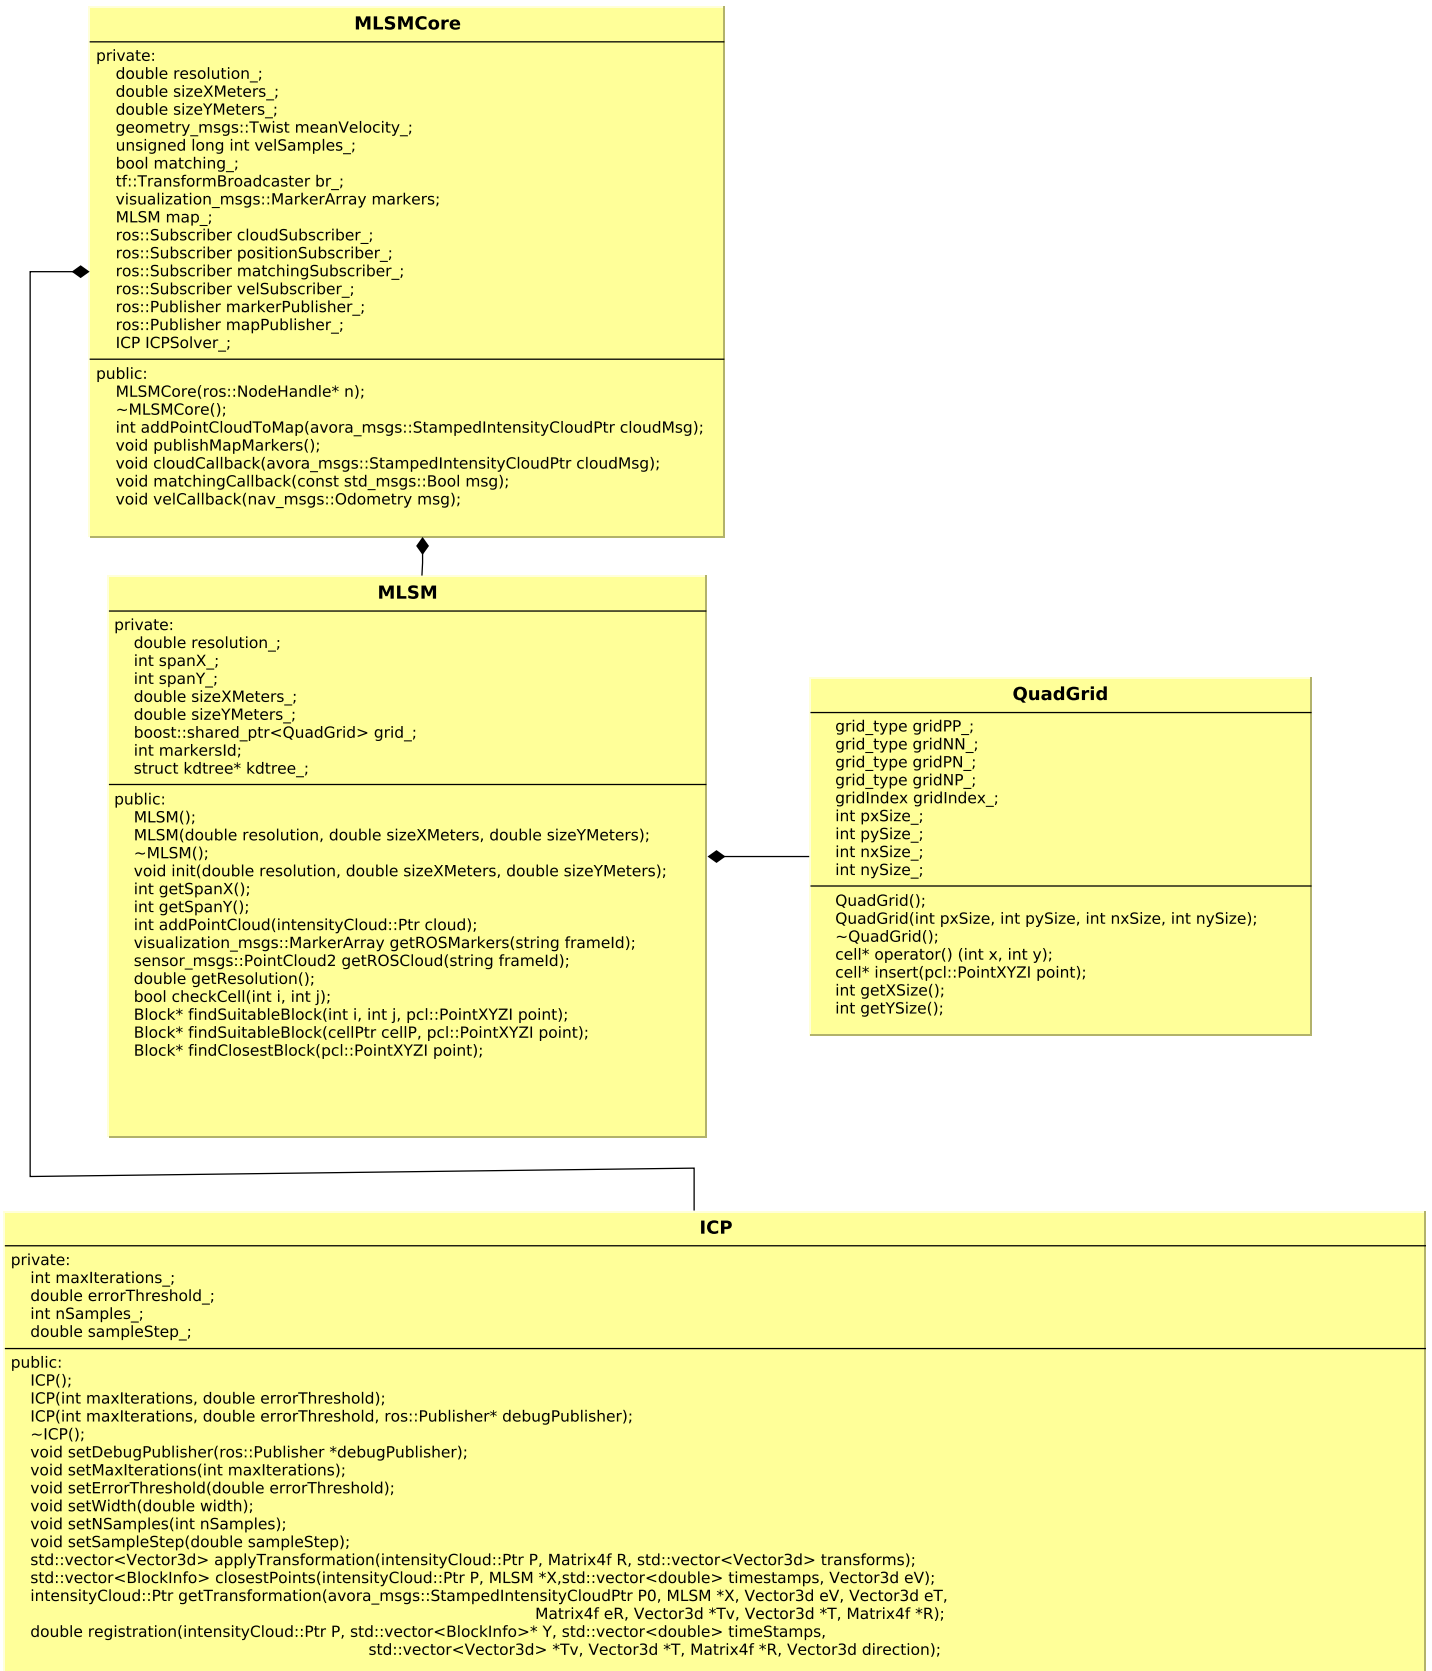 MLSMCore
private:
double resolution_;
double sizeXMeters_;
double sizeYMeters_;
geometry_msgs::Twist meanVelocity_;
unsigned long int velSamples_;
bool matching_;
tf::TransformBroadcaster br_;
visualization_msgs::MarkerArray markers;
MLSM map_;
ros::Subscriber cloudSubscriber_;
ros::Subscriber positionSubscriber_;
ros::Subscriber matchingSubscriber_;
ros::Subscriber velSubscriber_;
ros::Publisher markerPublisher_;
ros::Publisher mapPublisher_;
ICP ICPSolver_;
public:
MLSMCore(ros::NodeHandle* n);
~MLSMCore();
int addPointCloudToMap(avora_msgs::StampedIntensityCloudPtr cloudMsg);
void publishMapMarkers();
void cloudCallback(avora_msgs::StampedIntensityCloudPtr cloudMsg);
void matchingCallback(const std_msgs::Bool msg);
void velCallback(nav_msgs::Odometry msg);
MLSM
private:
double resolution_;
int spanX_;
int spanY_;
double sizeXMeters_;
double sizeYMeters_;
boost::shared_ptr<QuadGrid> grid_;
int markersId;
struct kdtree* kdtree_;
public:
MLSM();
MLSM(double resolution, double sizeXMeters, double sizeYMeters);
~MLSM();
void init(double resolution, double sizeXMeters, double sizeYMeters);
int getSpanX();
int getSpanY();
int addPointCloud(intensityCloud::Ptr cloud);
visualization_msgs::MarkerArray getROSMarkers(string frameId);
sensor_msgs::PointCloud2 getROSCloud(string frameId);
double getResolution();
bool checkCell(int i, int j);
Block* findSuitableBlock(int i, int j, pcl::PointXYZI point);
Block* findSuitableBlock(cellPtr cellP, pcl::PointXYZI point);
Block* findClosestBlock(pcl::PointXYZI point);
QuadGrid
grid_type gridPP_;
grid_type gridNN_;
grid_type gridPN_;
grid_type gridNP_;
gridIndex gridIndex_;
int pxSize_;
int pySize_;
int nxSize_;
int nySize_;
QuadGrid();
QuadGrid(int pxSize, int pySize, int nxSize, int nySize);
~QuadGrid();
cell* operator() (int x, int y);
cell* insert(pcl::PointXYZI point);
int getXSize();
int getYSize();
ICP
private:
int maxIterations_;
double errorThreshold_;
int nSamples_;
double sampleStep_;
public:
ICP();
ICP(int maxIterations, double errorThreshold);
ICP(int maxIterations, double errorThreshold, ros::Publisher* debugPublisher);
~ICP();
void setDebugPublisher(ros::Publisher *debugPublisher);
void setMaxIterations(int maxIterations);
void setErrorThreshold(double errorThreshold);
void setWidth(double width);
void setNSamples(int nSamples);
void setSampleStep(double sampleStep);
std::vector<Vector3d> applyTransformation(intensityCloud::Ptr P, Matrix4f R, std::vector<Vector3d> transforms);
std::vector<BlockInfo> closestPoints(intensityCloud::Ptr P, MLSM *X,std::vector<double> timestamps, Vector3d eV);
intensityCloud::Ptr getTransformation(avora_msgs::StampedIntensityCloudPtr P0, MLSM *X, Vector3d eV, Vector3d eT,
Matrix4f eR, Vector3d *Tv, Vector3d *T, Matrix4f *R);
double registration(intensityCloud::Ptr P, std::vector<BlockInfo>* Y, std::vector<double> timeStamps,
std::vector<Vector3d> *Tv, Vector3d *T, Matrix4f *R, Vector3d direction);